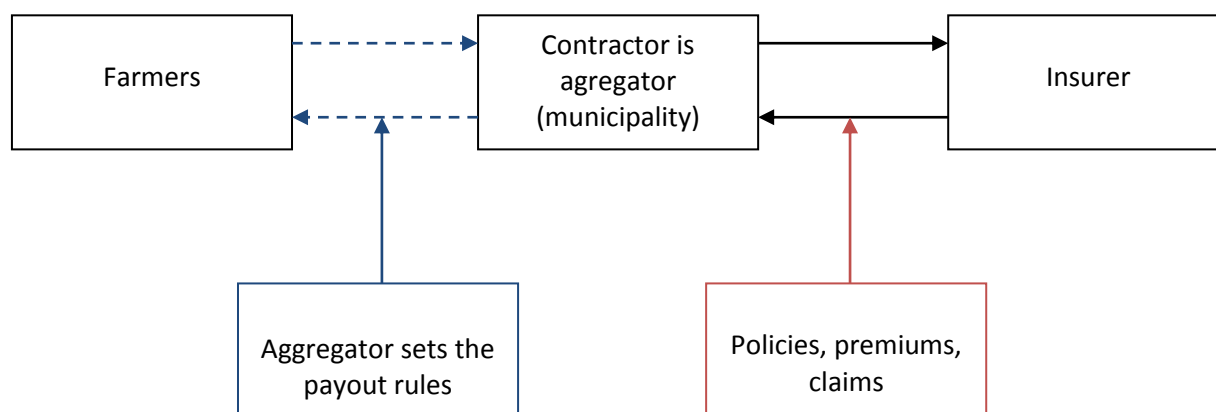 Farmers
Contractor is
agregator
(municipality)
Insurer
Aggregator sets the
payout rules
Policies, premiums,
claims